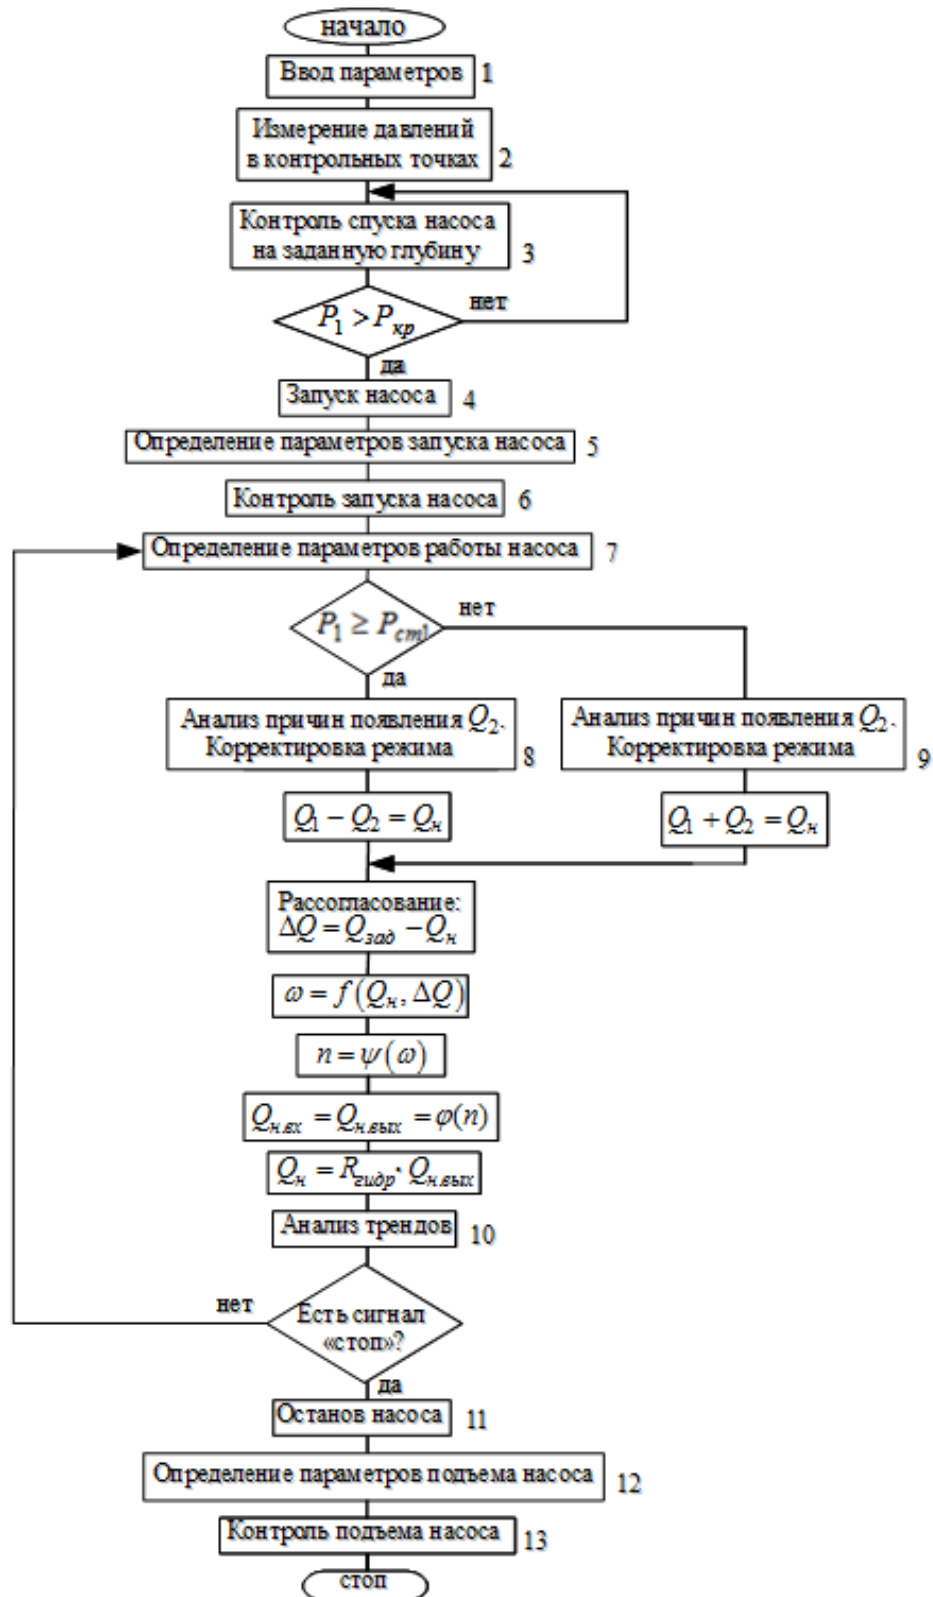 начало
Ввод параметров 1
Измерение давлений
в контрольных точках 2
Контроль спуска насоса
на заданную глубину 3
P₁ > Pкр
нет
да
Запуск насоса 4
Определение параметров запуска насоса 5
Контроль запуска насоса 6
Определение параметров работы насоса 7
P₁ ≥ Pст1
нет
да
Анализ причин появления Q₂.
Корректировка режима 8
Анализ причин появления Q₂.
Корректировка режима 9
Q₁ − Q₂ = Qн
Q₁ + Q₂ = Qн
Рассогласование:
ΔQ = Qзад − Qн
ω = f(Qн, ΔQ)
n = ψ(ω)
Qн.вх = Qн.вых = φ(n)
Qн = Rгидр · Qн.вых
Анализ трендов 10
нет
Есть сигнал
«стоп»?
да
Останов насоса 11
Определение параметров подъема насоса 12
Контроль подъема насоса 13
стоп